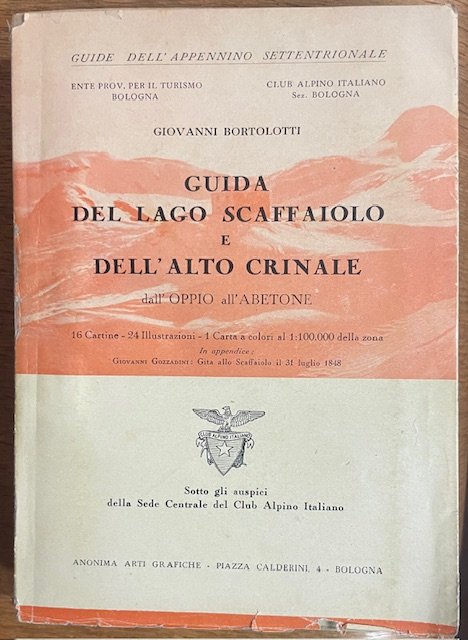 GUIDE DELL'APPENNINO SETTENTRIONALE
ENTE PROV. PER IL TURISMO
BOLOGNA
CLUB ALPINO ITALIANO
Sez. BOLOGNA
GIOVANNI BORTOLOTTI
GUIDA
DEL LAGO SCAFFAIOLO
E
DELL'ALTO CRINALE
dall'OPPIO all'ABETONE
16 Cartine - 24 Illustrazioni - 1 Carta a colori al 1:100.000 della zona
In appendice:
GIOVANNI GOZZADINI: Gita allo Scaffaiolo il 31 luglio 1848
CLUB ALPINO ITALIANO
Sotto gli auspici
della Sede Centrale del Club Alpino Italiano
ANONIMA ARTI GRAFICHE - PIAZZA CALDERINI, 4 - BOLOGNA